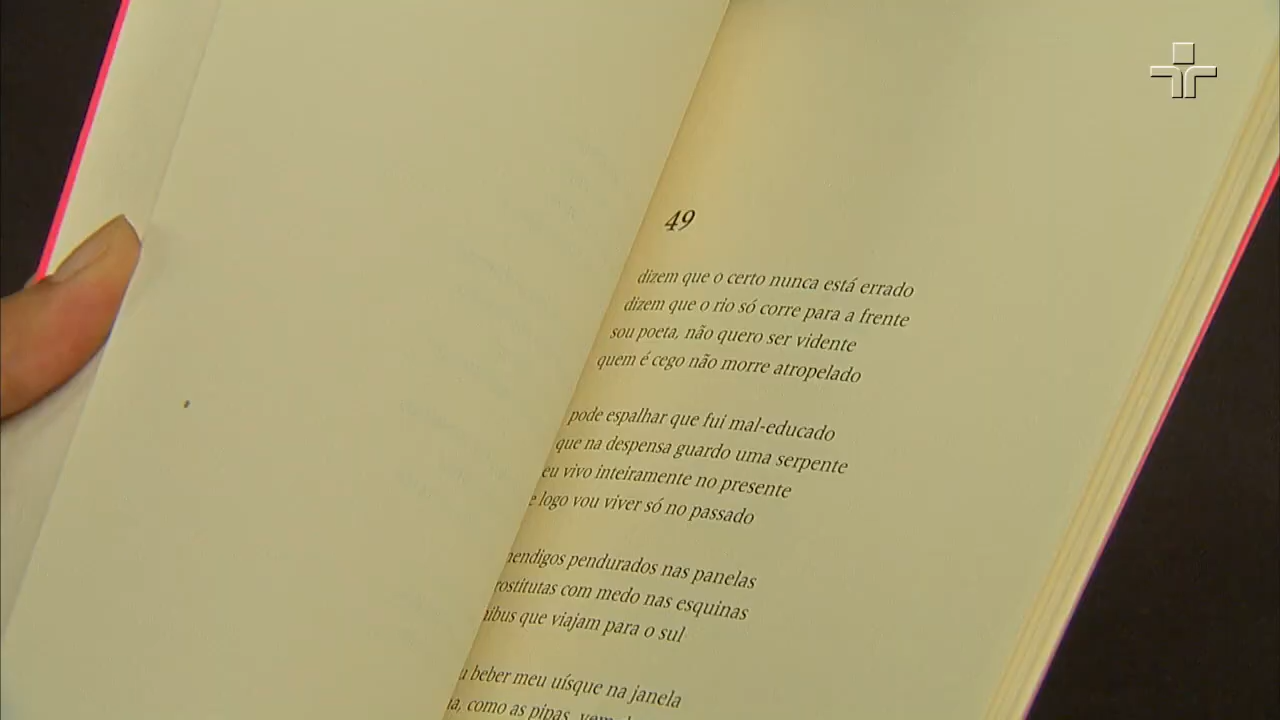 49
dizem que o certo nunca está errado
dizem que o rio só corre para a frente
sou poeta, não quero ser vidente
quem é cego não morre atropelado
pode espalhar que fui mal-educado
que na despensa guardo uma serpente
eu vivo inteiramente no presente
e logo vou viver só no passado
pendurados nas panelas
com medo nas esquinas
que viajam para o sul
beber meu uísque na janela
como as pipas,